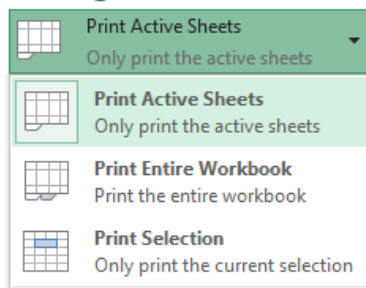 Print Active Sheets
Only print the active sheets
Print Active Sheets
Only print the active sheets
Print Entire Workbook
Print the entire workbook
Print Selection
Only print the current selection